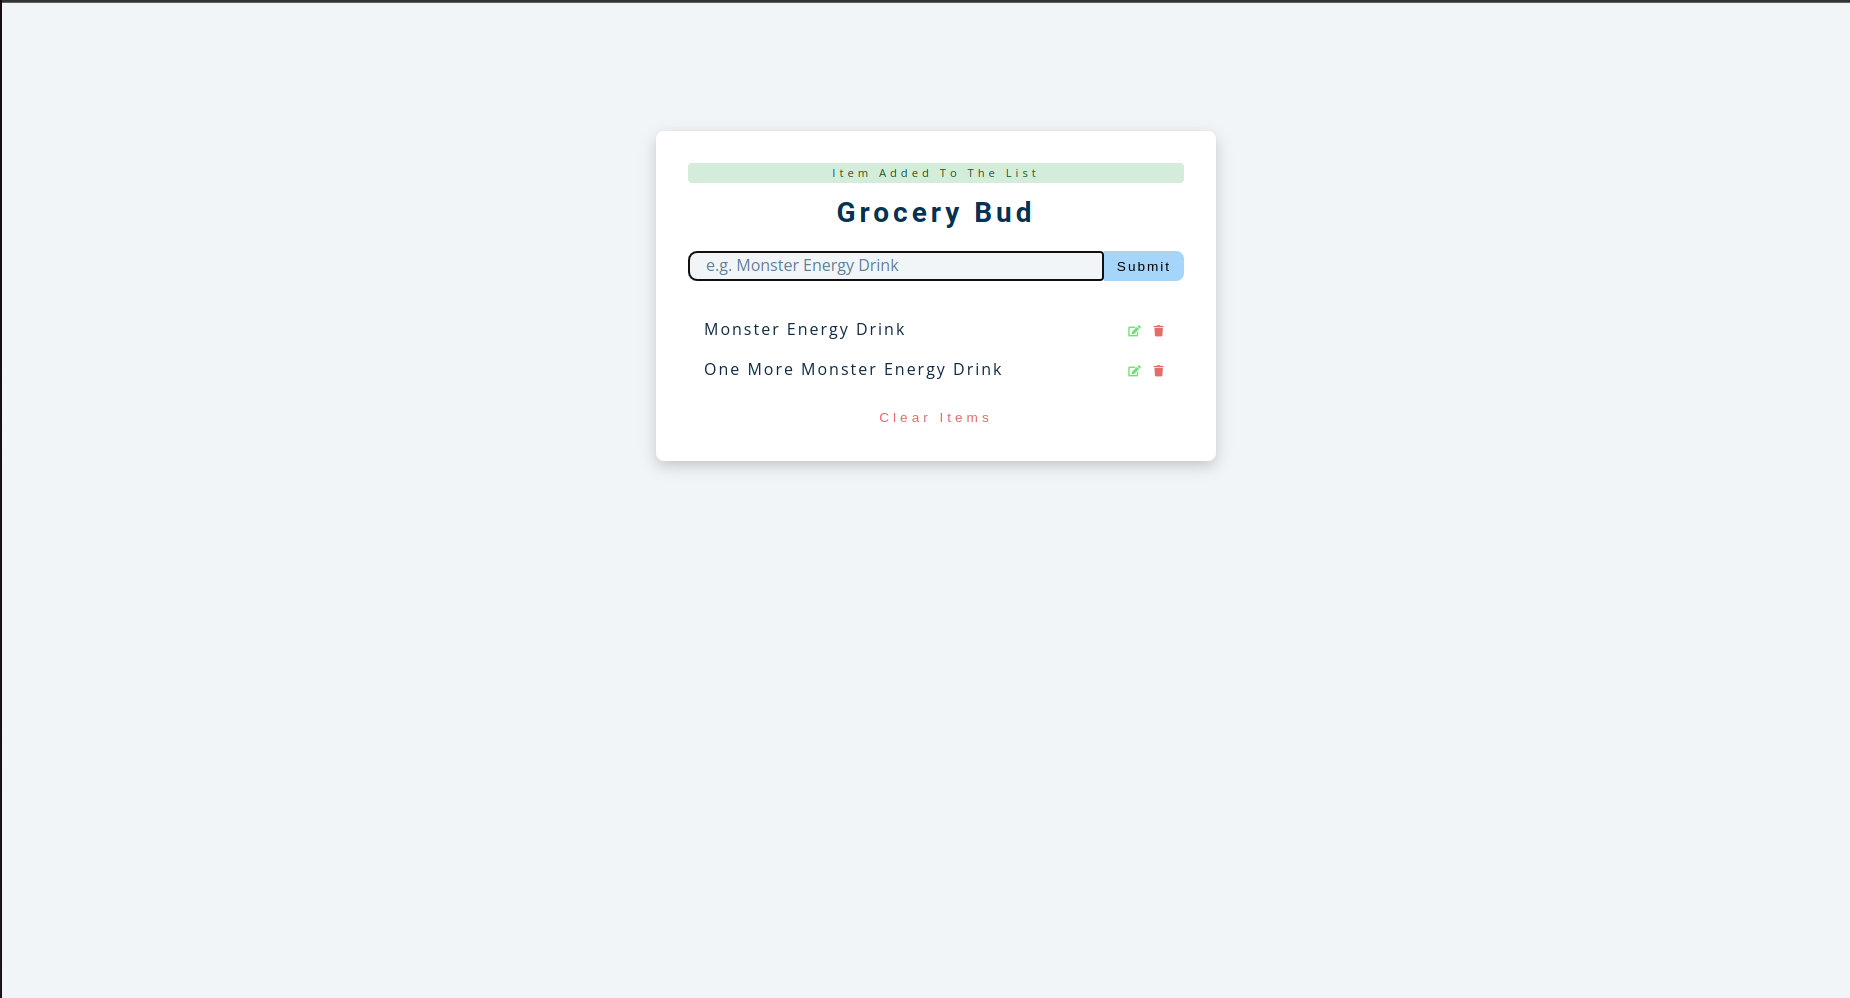 Item Added To The List
Grocery Bud
e.g. Monster Energy Drink
Submit
Monster Energy Drink
One More Monster Energy Drink
Clear Items